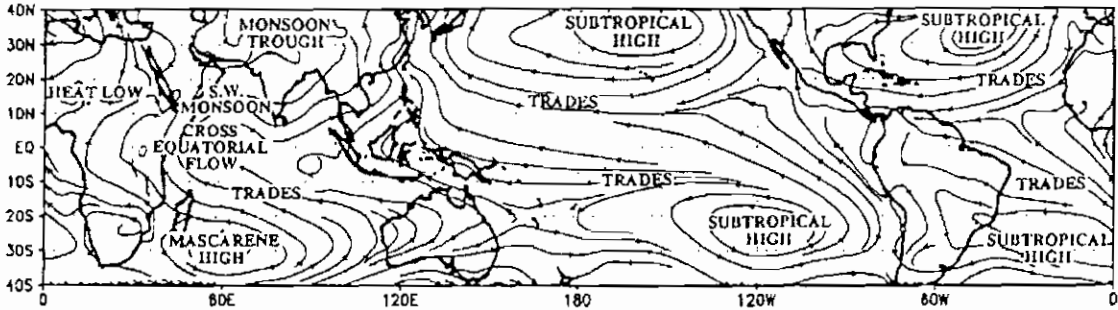 40N
30N
20N
10N
EQ
10S
20S
30S
40S
MONSOON
TROUGH
HEAT LOW
S.W.
MONSOON
CROSS
EQUATORIAL
FLOW
TRADES
MASCARENE
HIGH
SUBTROPICAL
HIGH
TRADES
TRADES
SUBTROPICAL
HIGH
SUBTROPICAL
HIGH
TRADES
TRADES
SUBTROPICAL
HIGH
0 60E 120E 180 120W 60W 0